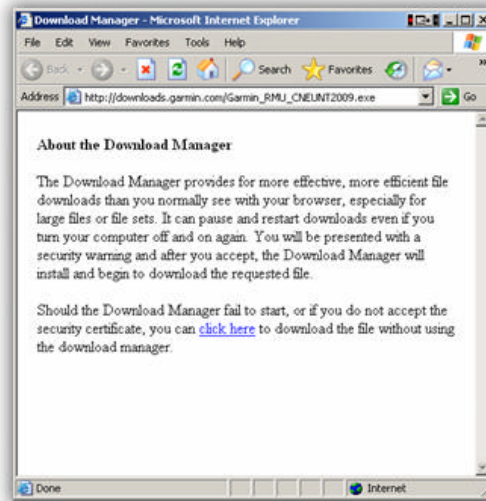 Download Manager - Microsoft Internet Explorer
File Edit View Favorites Tools Help
Back Search Favorites
Address http://downloads.garmin.com/Garmin_RMU_CNEUNT2009.exe Go
About the Download Manager
The Download Manager provides for more effective, more efficient file
downloads than you normally see with your browser, especially for
large files or file sets. It can pause and restart downloads even if you
turn your computer off and on again. You will be presented with a
security warning and after you accept, the Download Manager will
install and begin to download the requested file.
Should the Download Manager fail to start, or if you do not accept the
security certificate, you can click here to download the file without using
the download manager.
Done Internet